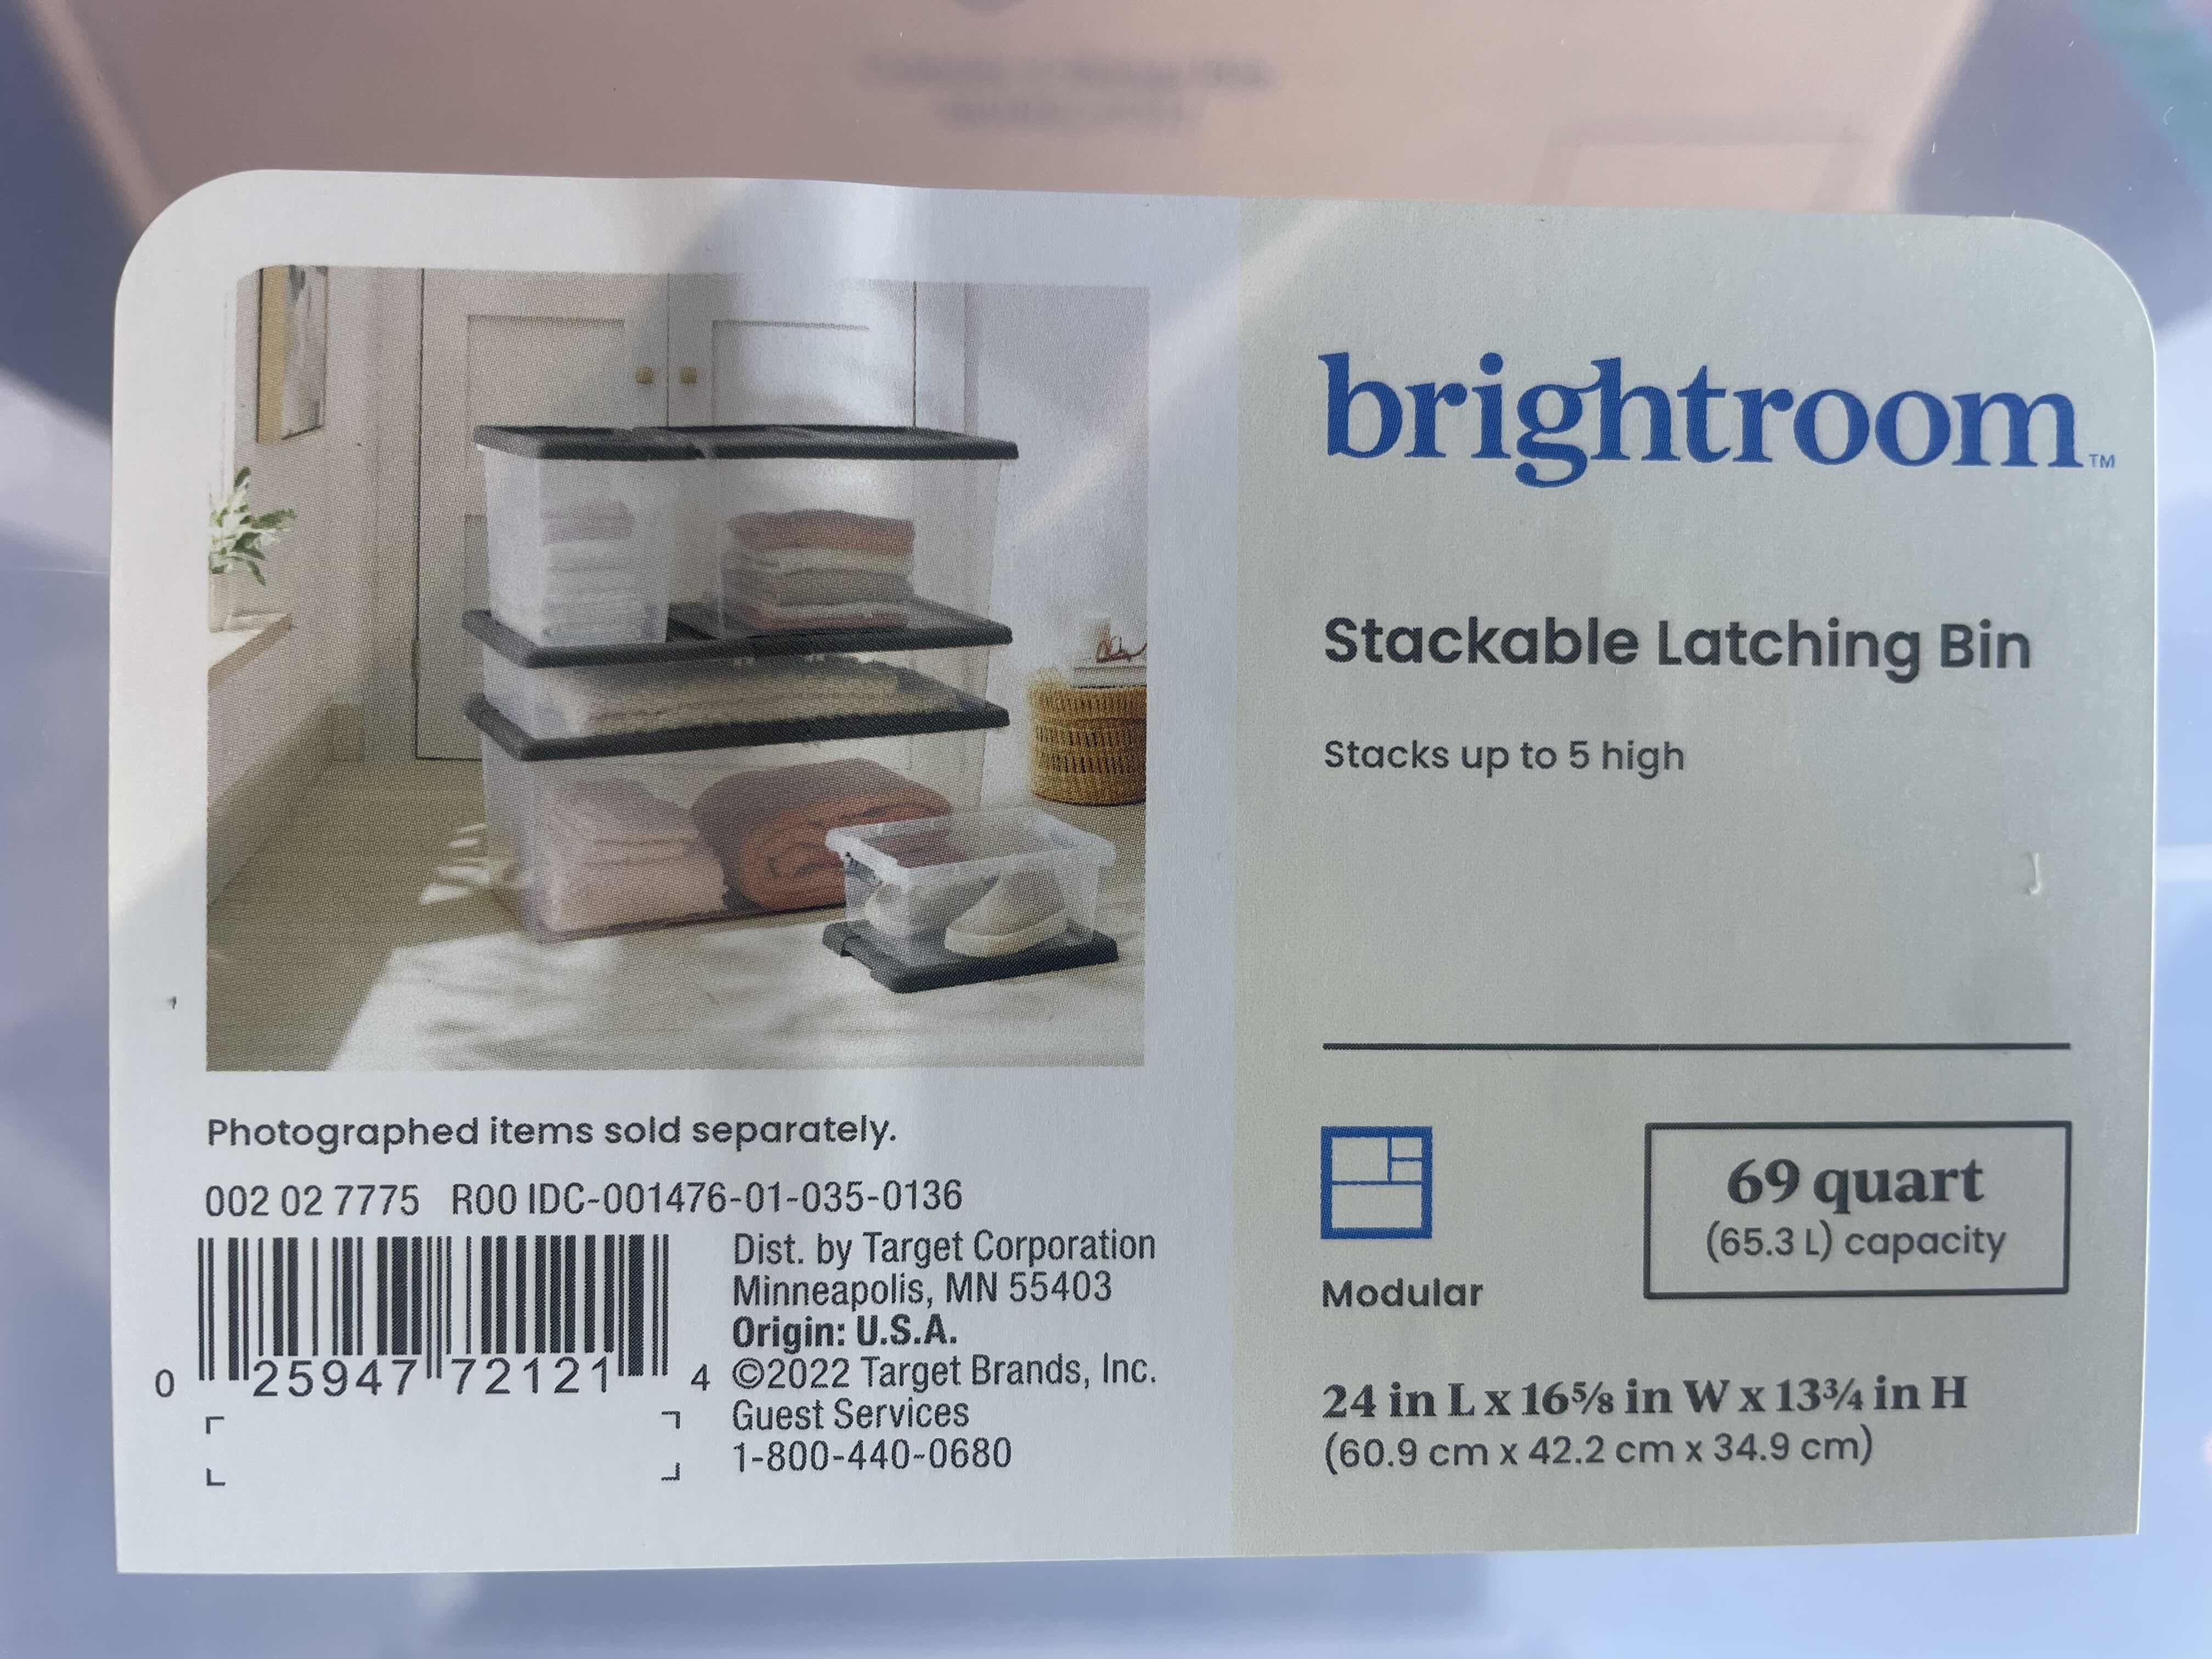 Photographed items sold separately.
002 02 7775 R00 IDC-001476-01-035-0136
0 25947 72121 4
Dist. by Target Corporation
Minneapolis, MN 55403
Origin: U.S.A.
©2022 Target Brands, Inc.
Guest Services
1-800-440-0680
brightroom™
Stackable Latching Bin
Stacks up to 5 high
Modular
69 quart
(65.3 L) capacity
24 in L x 16⅝ in W x 13¾ in H
(60.9 cm x 42.2 cm x 34.9 cm)